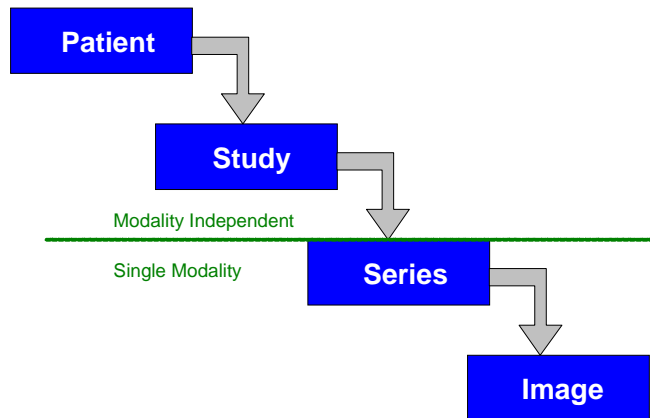 Patient
Study
Modality Independent
Single Modality
Series
Image